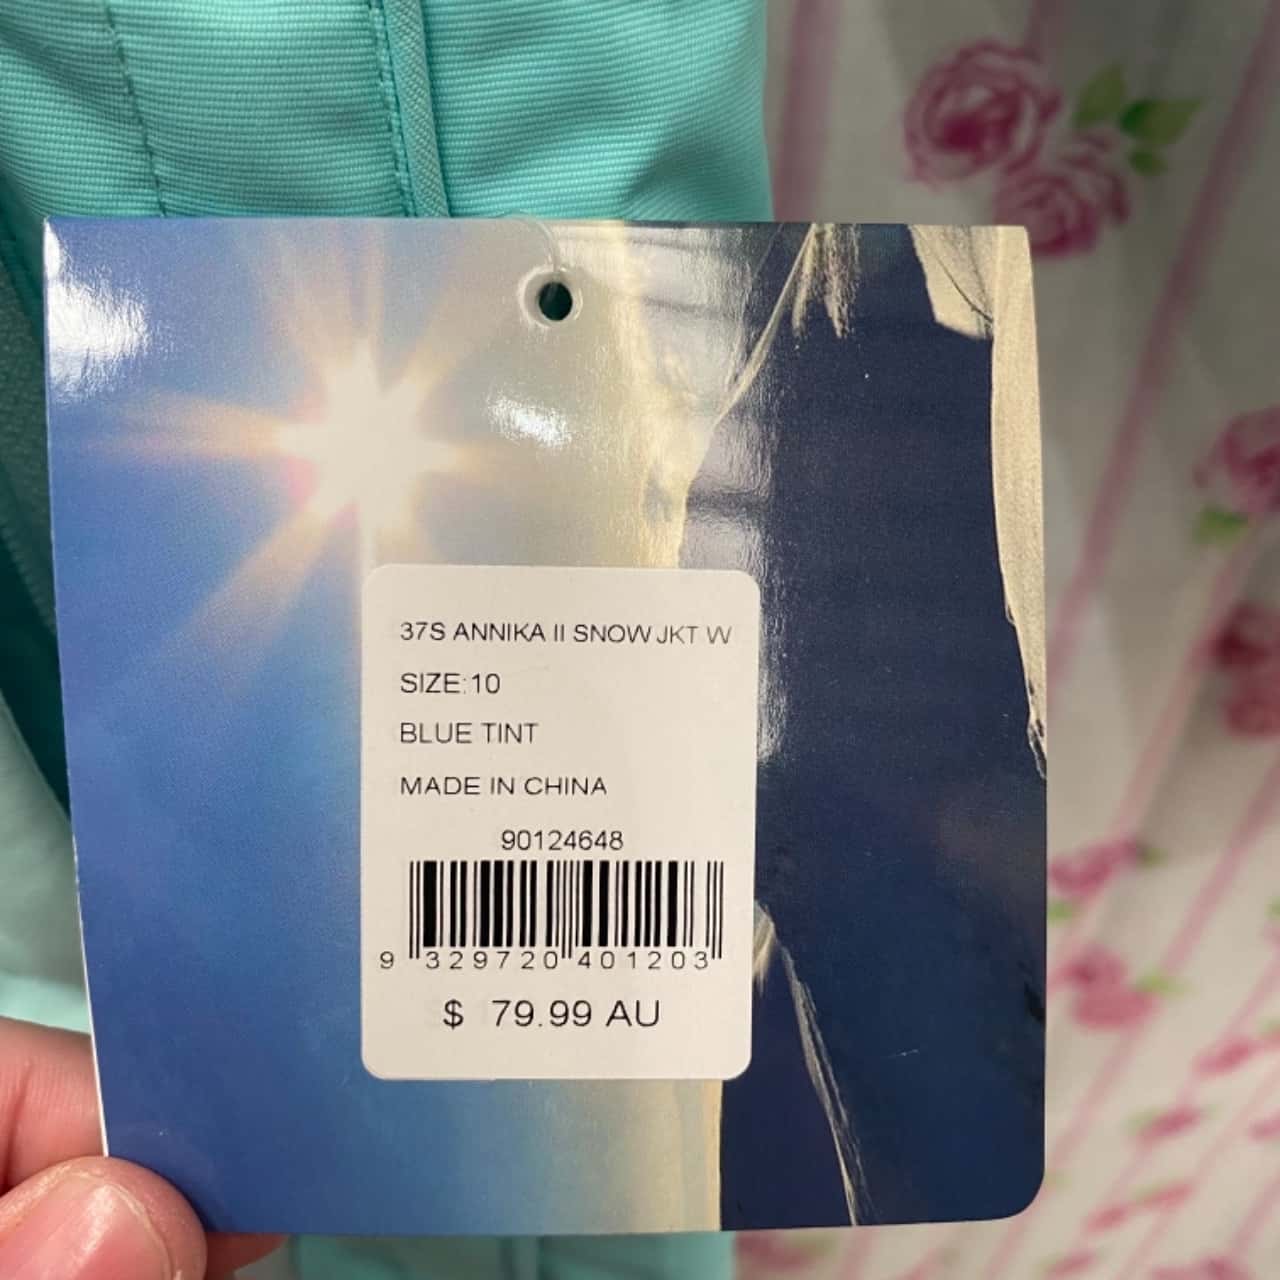 37S ANNIKA II SNOW JKT W
SIZE:10
BLUE TINT
MADE IN CHINA
90124648
9 329720 401203
$ 79.99 AU